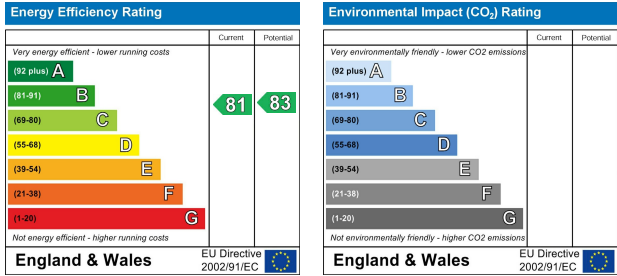 Energy Efficiency Rating
Current Potential
Very energy efficient - lower running costs
(92 plus) A
(81-91) B
(69-80) C
(55-68) D
(39-54) E
(21-38) F
(1-20) G
81 83
Not energy efficient - higher running costs
England & Wales
EU Directive
2002/91/EC
Environmental Impact (CO2) Rating
Current Potential
Very environmentally friendly - lower CO2 emissions
(92 plus) A
(81-91) B
(69-80) C
(55-68) D
(39-54) E
(21-38) F
(1-20) G
Not environmentally friendly - higher CO2 emissions
England & Wales
EU Directive
2002/91/EC